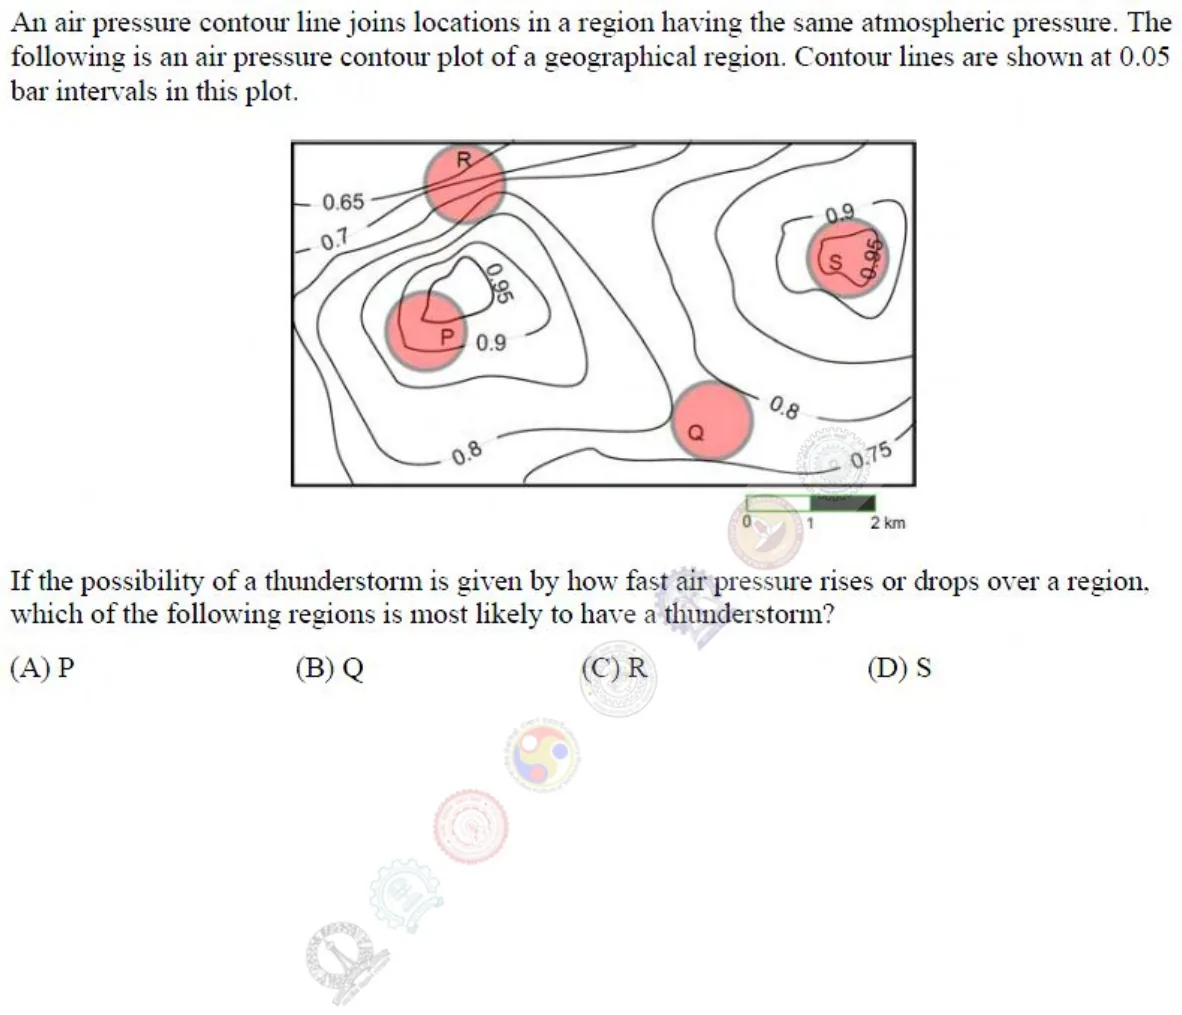 An air pressure contour line joins locations in a region having the same atmospheric pressure. The
following is an air pressure contour plot of a geographical region. Contour lines are shown at 0.05
bar intervals in this plot.
R
0.65
0.7
0.9
S
0.95
0.95
P
0.9
0.8
Q
0.8
0.75
0 1 2 km
If the possibility of a thunderstorm is given by how fast air pressure rises or drops over a region,
which of the following regions is most likely to have a thunderstorm?
(A) P (B) Q (C) R (D) S